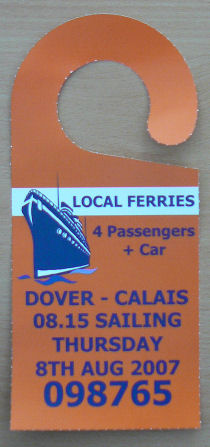 LOCAL FERRIES
4 Passengers
+ Car
DOVER - CALAIS
08.15 SAILING
THURSDAY
8TH AUG 2007
098765